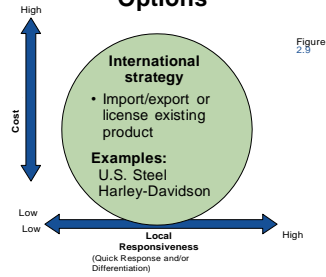 Options
High
Figure
2.9
International
strategy
• Import/export or
license existing
product
Examples:
U.S. Steel
Harley-Davidson
Cost
Low
Low
High
Local
Responsiveness
(Quick Response and/or
Differentiation)